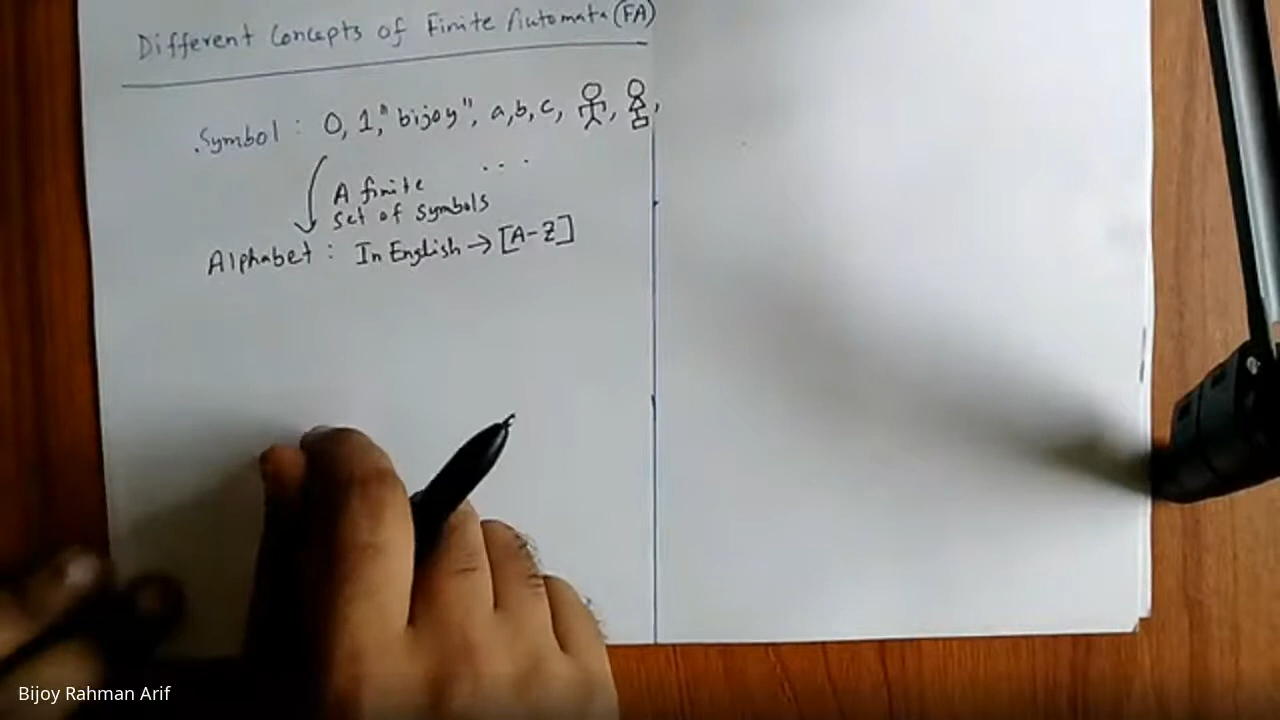 Different Concepts of Finite Automata (FA)
Symbol : 0, 1, "bijoy", a, b, c, , ,
. . .
A finite
set of symbols
Alphabet : In English → [A-Z]
Bijoy Rahman Arif